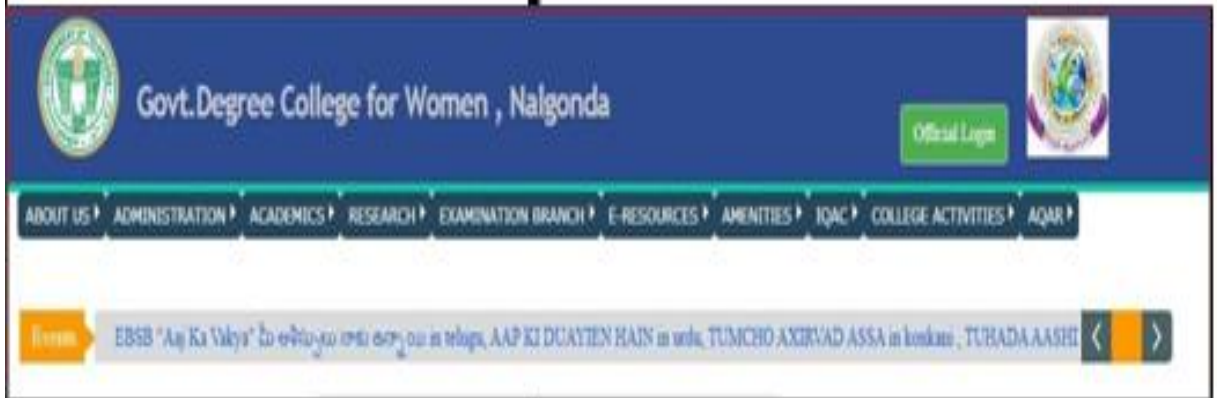 Govt.Degree College for Women , Nalgonda
Official Login
ABOUT US ADMINISTRATION ACADEMICS RESEARCH EXAMINATION BRANCH E-RESOURCES AMENITIES IQAC COLLEGE ACTIVITIES AQAR
Events EBSB "Aaj Ka Vakya" మీ ఆశీస్సులు నాకు ఉన్నాయి in telugu, AAP KI DUAYIEN HAIN in urdu, TUMCHO AXIRVAD ASSA in konkani , TUHADA AASHI